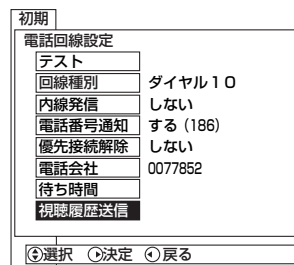 初期
電話回線設定
テスト
回線種別 ダイヤル10
内線発信 しない
電話番号通知 する (186)
優先接続解除 しない
電話会社 0077852
待ち時間
視聴履歴送信
選択 決定 戻る